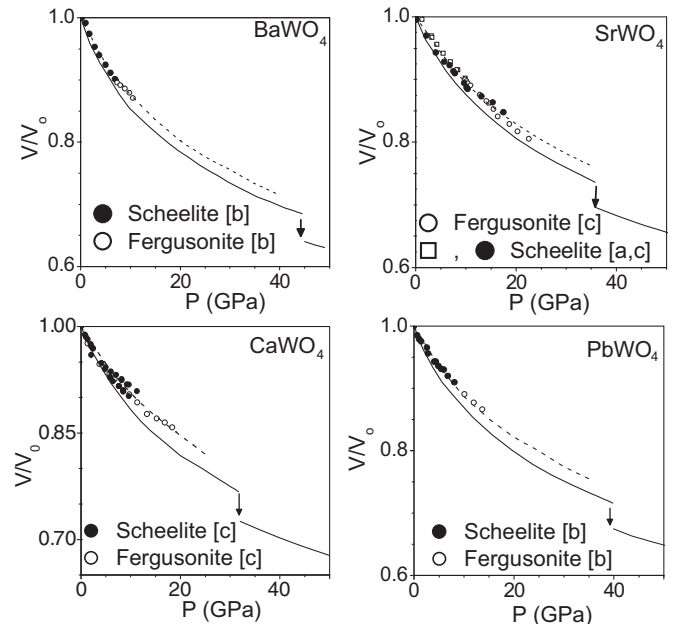 BaWO4
V/Vo
1.0
0.8
0.6
Scheelite [b]
Fergusonite [b]
0 20 40
P (GPa)
SrWO4
V/Vo
1.0
0.8
0.6
Fergusonite [c]
, Scheelite [a,c]
0 20 40
P (GPa)
CaWO4
V/V0
1.00
0.85
0.70
Scheelite [c]
Fergusonite [c]
0 20 40
P (GPa)
PbWO4
V/Vo
1.0
0.8
0.6
Scheelite [b]
Fergusonite [b]
0 20 40
P (GPa)